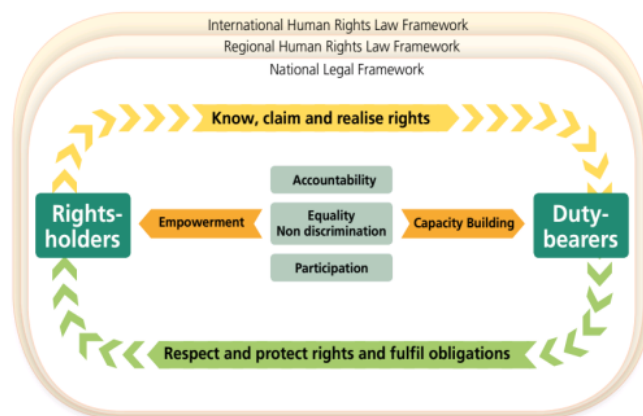 International Human Rights Law Framework
Regional Human Rights Law Framework
National Legal Framework
Know, claim and realise rights
Accountability
Rights-
holders
Empowerment
Equality
Non discrimination
Capacity Building
Duty-
bearers
Participation
Respect and protect rights and fulfil obligations